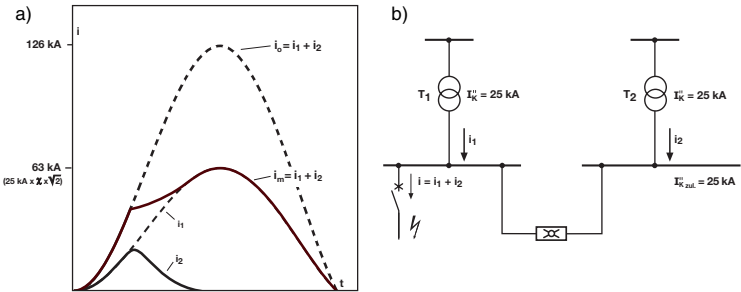 a)
i
126 kA
i₀ = i₁ + i₂
63 kA
(25 kA x χ x √2)
iₘ = i₁ + i₂
i₁
i₂
t
b)
T₁
I"K = 25 kA
T₂
I"K = 25 kA
i₁
i₂
i = i₁ + i₂
I"K zul. = 25 kA